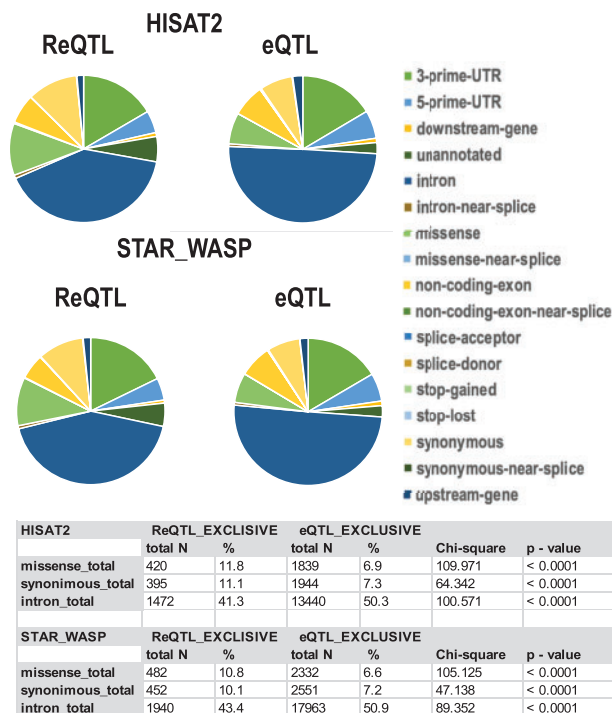 HISAT2
ReQTL eQTL
STAR_WASP
ReQTL eQTL
3-prime-UTR
5-prime-UTR
downstream-gene
unannotated
intron
intron-near-splice
missense
missense-near-splice
non-coding-exon
non-coding-exon-near-splice
splice-acceptor
splice-donor
stop-gained
stop-lost
synonymous
synonymous-near-splice
upstream-gene
HISAT2 ReQTL_EXCLISIVE eQTL_EXCLUSIVE
total N % total N % Chi-square p - value
missense_total 420 11.8 1839 6.9 109.971 < 0.0001
synonimous_total 395 11.1 1944 7.3 64.342 < 0.0001
intron_total 1472 41.3 13440 50.3 100.571 < 0.0001
STAR_WASP ReQTL_EXCLISIVE eQTL_EXCLUSIVE
total N % total N % Chi-square p - value
missense_total 482 10.8 2332 6.6 105.125 < 0.0001
synonimous_total 452 10.1 2551 7.2 47.138 < 0.0001
intron_total 1940 43.4 17963 50.9 89.352 < 0.0001